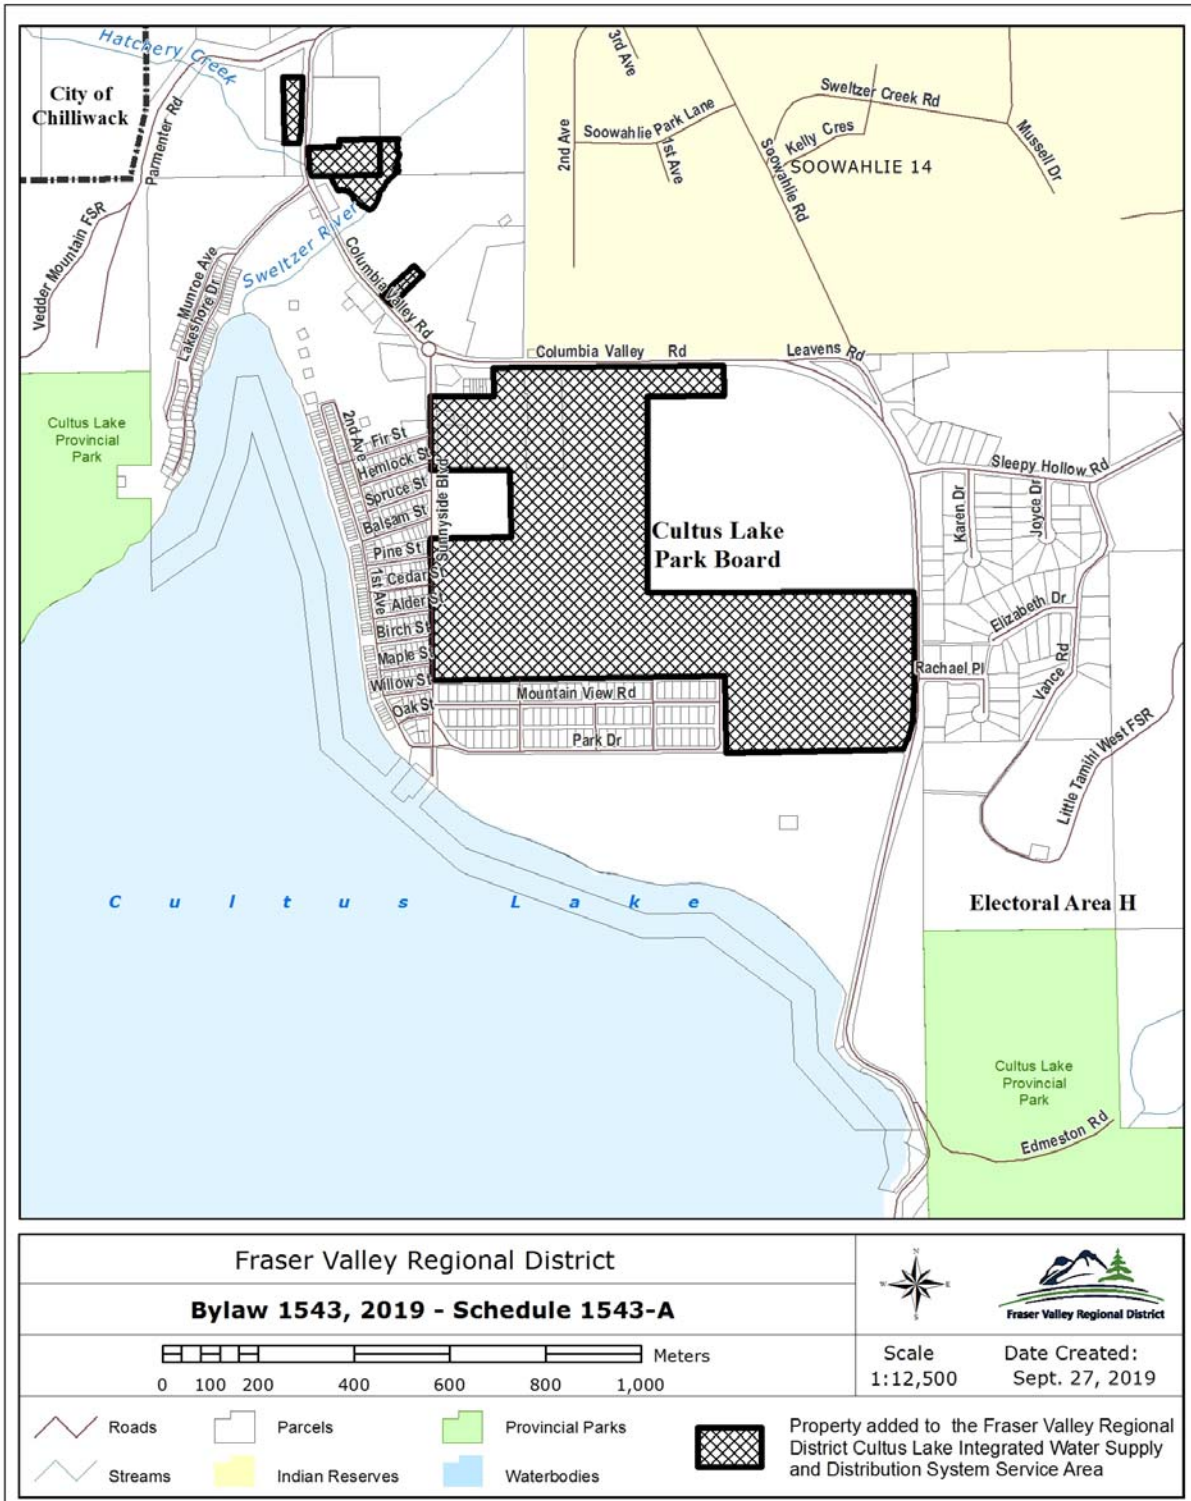 Hatchery Creek
City of
Chilliwack
Parmenter Rd
3rd Ave
2nd Ave
Soowahlie Park Lane
1st Ave
Sweltzer Creek Rd
Kelly Cres
Soowahlie Rd
SOOWAHLIE 14
Mussell Dr
Vedder Mountain FSR
Munroe Ave
Lakeshore Dr
Sweltzer River
Columbia Valley Rd
Columbia Valley Rd
Leavens Rd
Cultus Lake
Provincial
Park
2nd Ave
Fir St
Hemlock St
Spruce St
Balsam St
Pine St
Cedar St
Alder St
Birch St
Maple St
Willow St
Oak St
1st Ave
Sunnyside Blvd
Cultus Lake
Park Board
Sleepy Hollow Rd
Karen Dr
Joyce Dr
Elizabeth Dr
Rachael Pl
Vance Rd
Mountain View Rd
Park Dr
Little Tamihi West FSR
Cultus Lake
Electoral Area H
Cultus Lake
Provincial
Park
Edmeston Rd
Fraser Valley Regional District
Bylaw 1543, 2019 - Schedule 1543-A
Meters
0 100 200 400 600 800 1,000
N
E
S
W
Fraser Valley Regional District
Scale
1:12,500
Date Created:
Sept. 27, 2019
Roads
Parcels
Provincial Parks
Streams
Indian Reserves
Waterbodies
Property added to the Fraser Valley Regional
District Cultus Lake Integrated Water Supply
and Distribution System Service Area